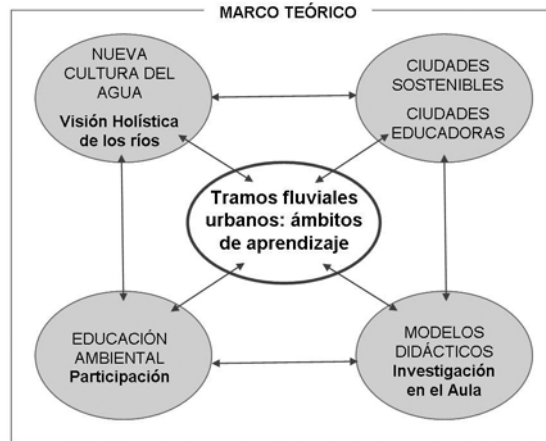 MARCO TEÓRICO
NUEVA
CULTURA DEL
AGUA
Visión Holística
de los ríos
CIUDADES
SOSTENIBLES
CIUDADES
EDUCADORAS
Tramos fluviales
urbanos: ámbitos
de aprendizaje
EDUCACIÓN
AMBIENTAL
Participación
MODELOS
DIDÁCTICOS
Investigación
en el Aula